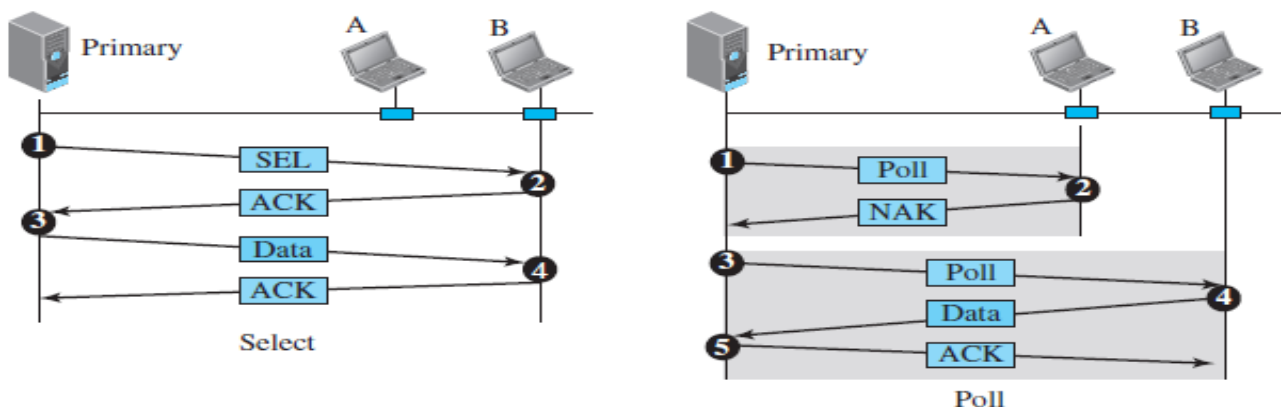 A
B
Primary
1
SEL
2
ACK
3
Data
4
ACK
Select
A
B
Primary
1
Poll
2
NAK
3
Poll
4
Data
5
ACK
Poll